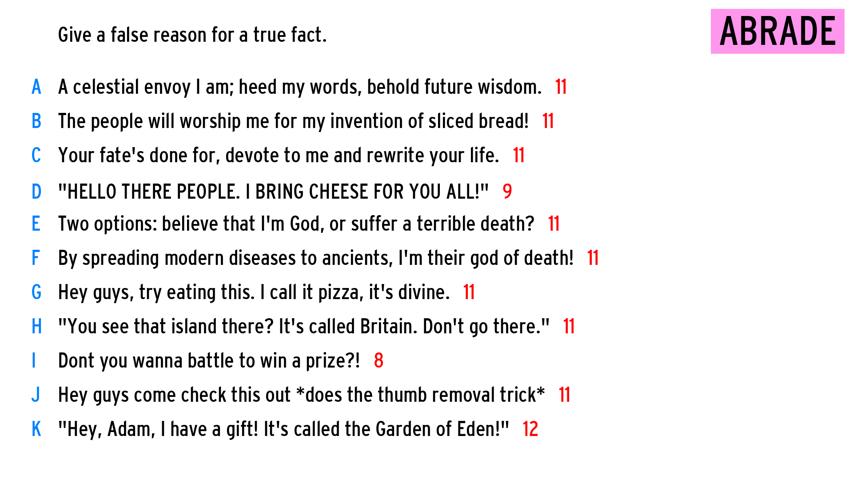 Give a false reason for a true fact.
ABRADE
A A celestial envoy I am; heed my words, behold future wisdom. 11
B The people will worship me for my invention of sliced bread! 11
C Your fate's done for, devote to me and rewrite your life. 11
D "HELLO THERE PEOPLE. I BRING CHEESE FOR YOU ALL!" 9
E Two options: believe that I'm God, or suffer a terrible death? 11
F By spreading modern diseases to ancients, I'm their god of death! 11
G Hey guys, try eating this. I call it pizza, it's divine. 11
H "You see that island there? It's called Britain. Don't go there." 11
I Dont you wanna battle to win a prize?! 8
J Hey guys come check this out *does the thumb removal trick* 11
K "Hey, Adam, I have a gift! It's called the Garden of Eden!" 12